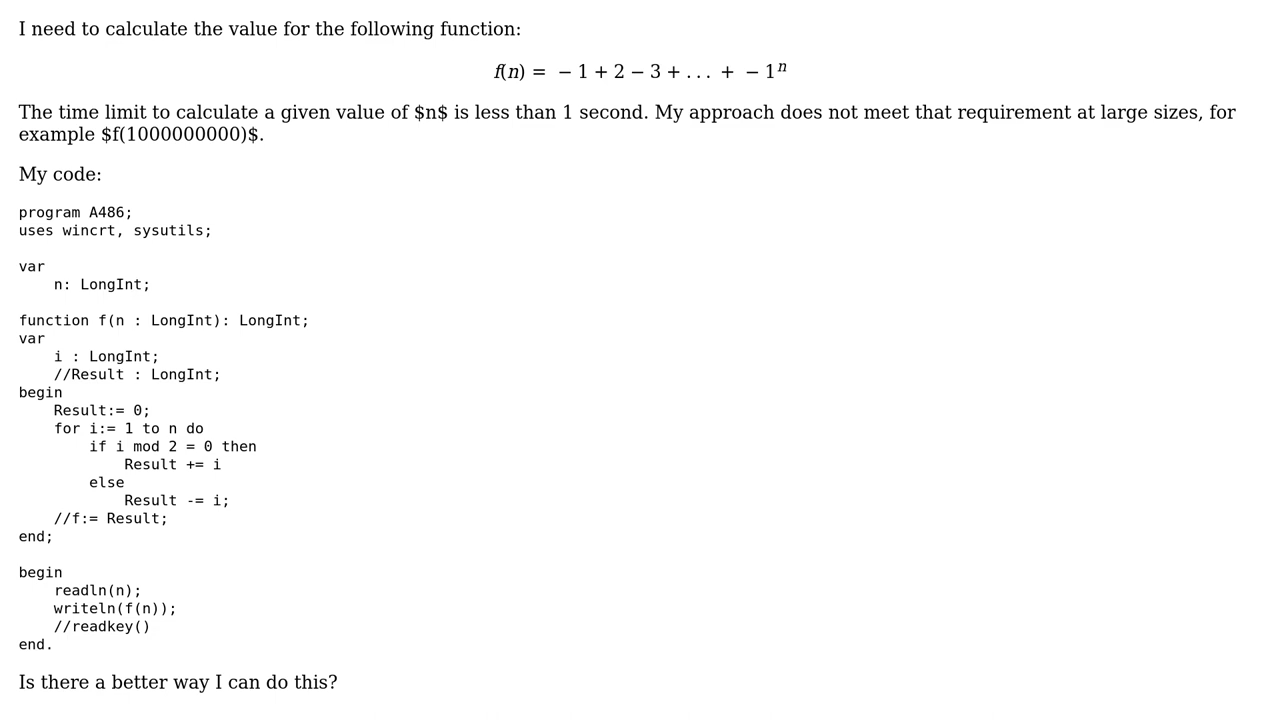 I need to calculate the value for the following function:
f(n) = − 1 + 2 − 3 + . . . + − 1ⁿ
The time limit to calculate a given value of $n$ is less than 1 second. My approach does not meet that requirement at large sizes, for
example $f(1000000000)$.
My code:
program A486;
uses wincrt, sysutils;
var
    n: LongInt;
function f(n : LongInt): LongInt;
var
    i : LongInt;
    //Result : LongInt;
begin
    Result:= 0;
    for i:= 1 to n do
        if i mod 2 = 0 then
            Result += i
        else
            Result -= i;
    //f:= Result;
end;
begin
    readln(n);
    writeln(f(n));
    //readkey()
end.
Is there a better way I can do this?